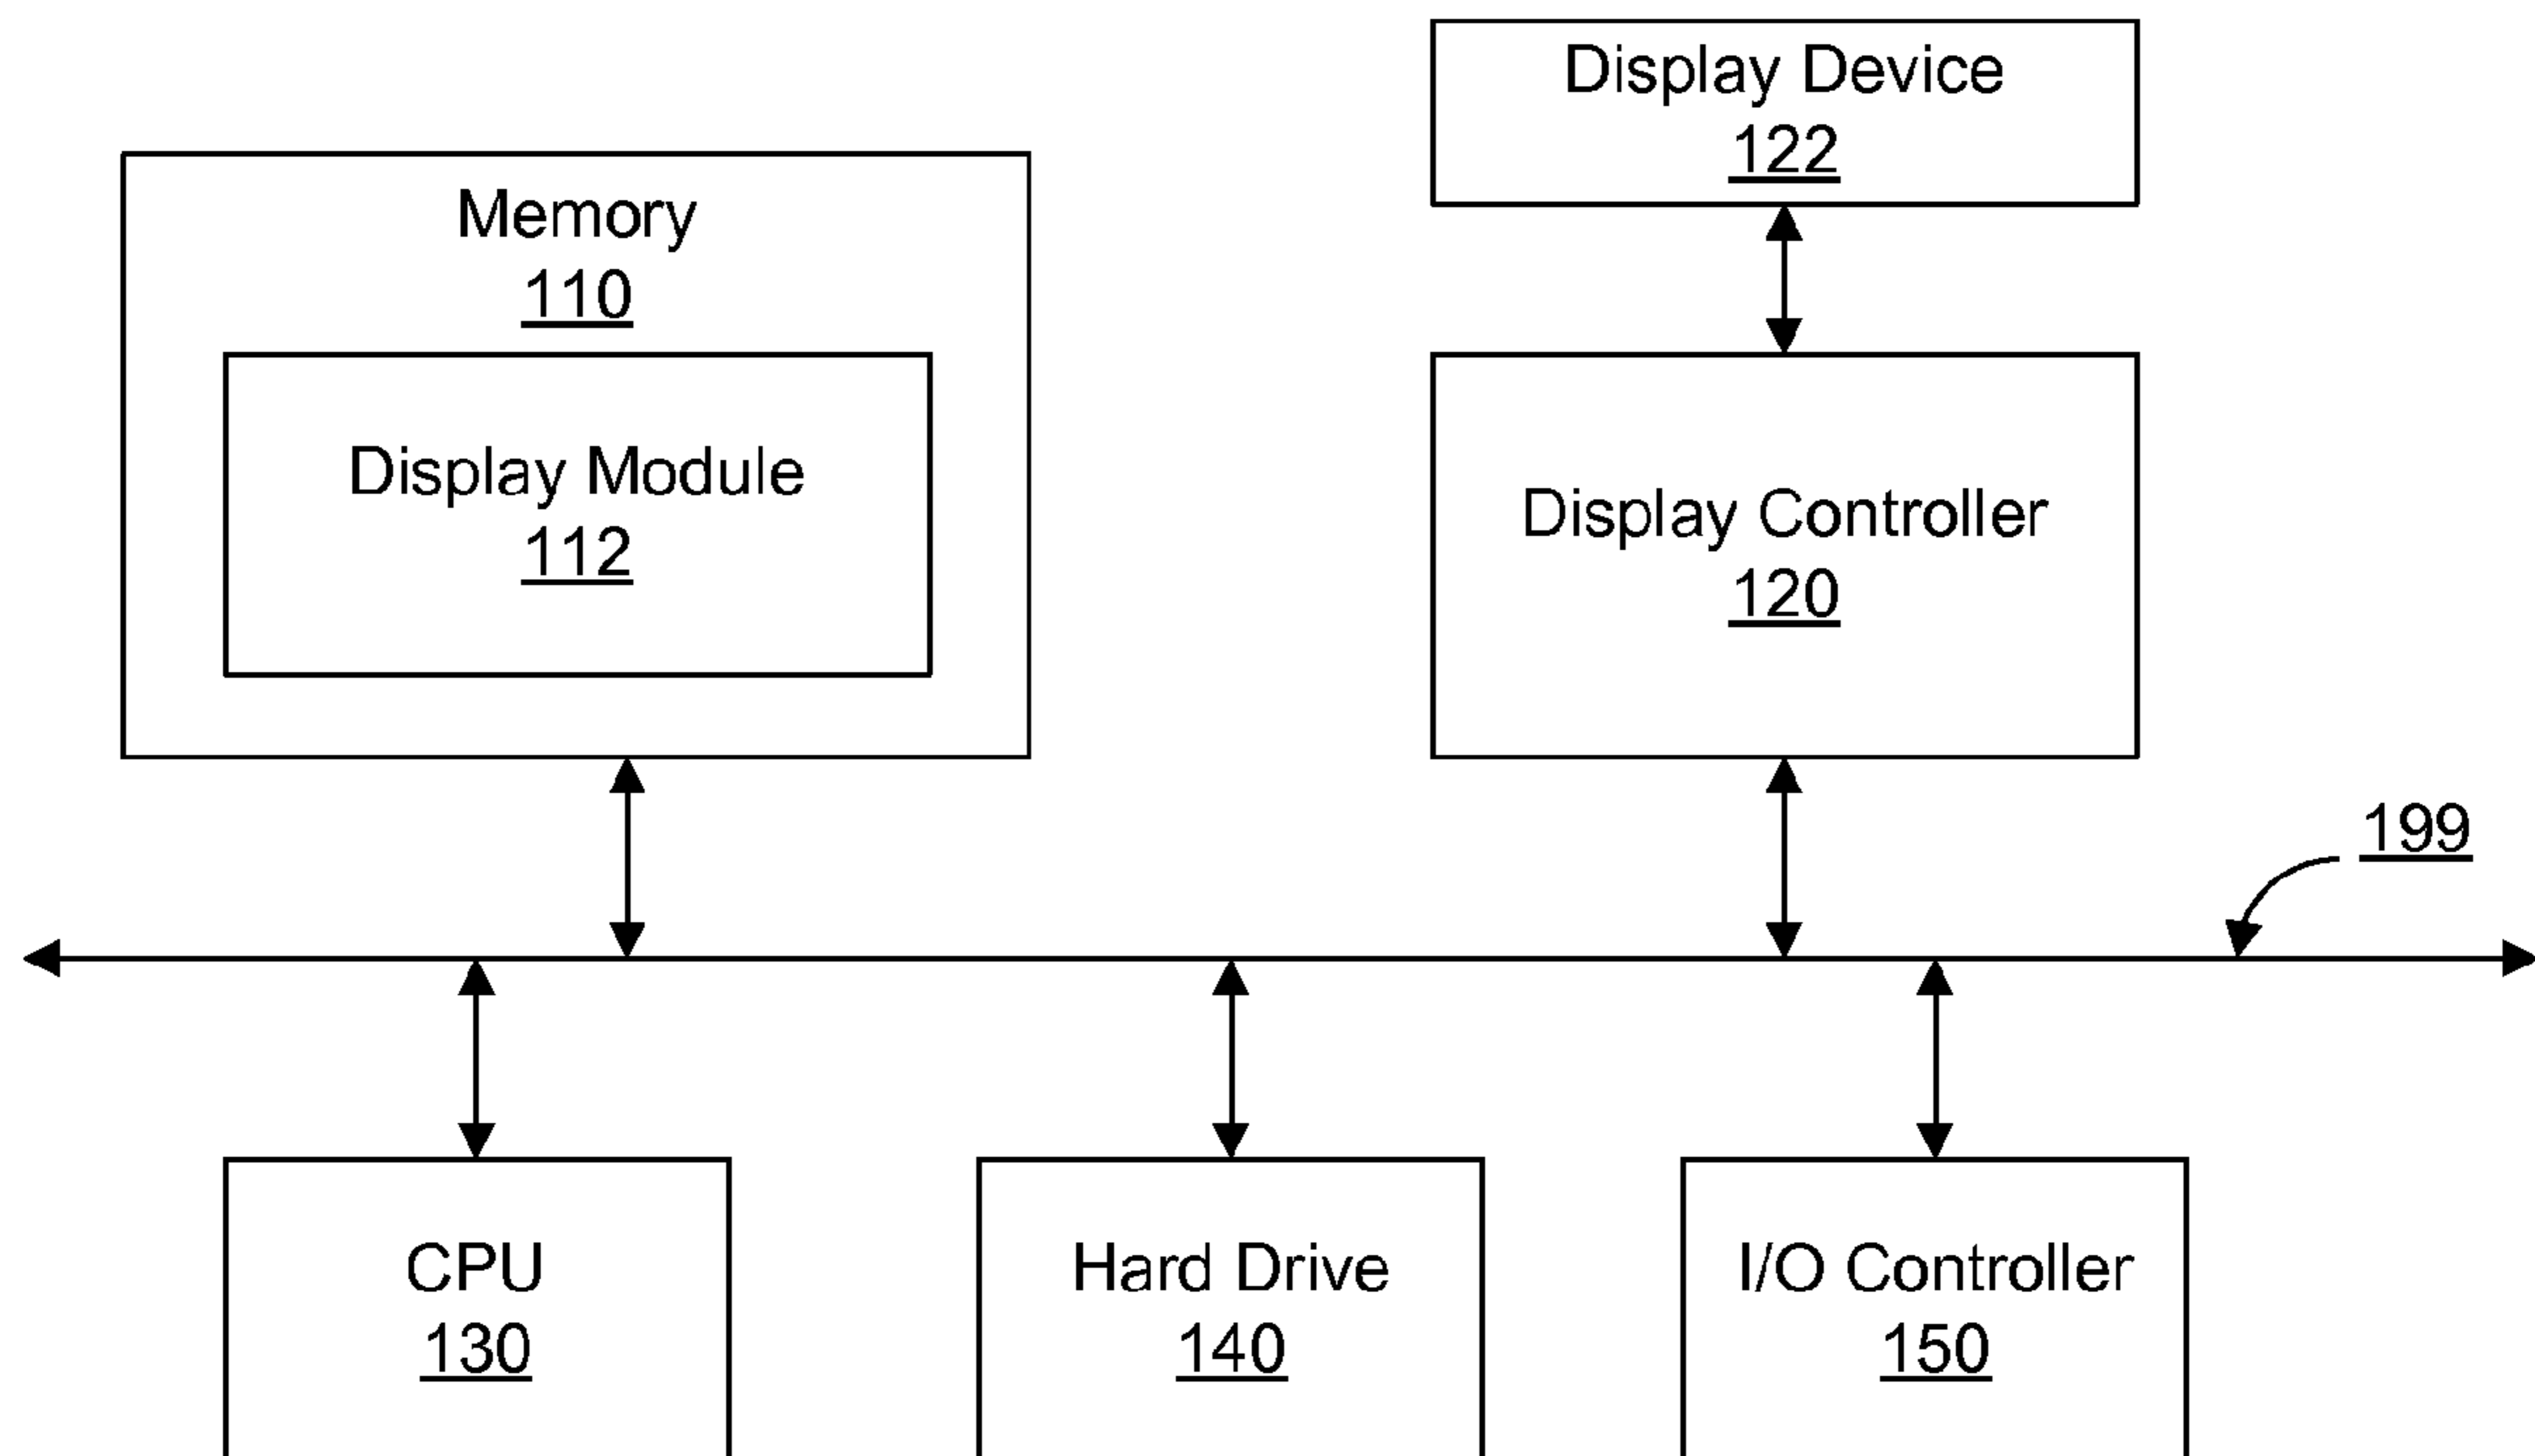 Display Device
122
Memory
110
Display Module
112
Display Controller
120
199
CPU
130
Hard Drive
140
I/O Controller
150